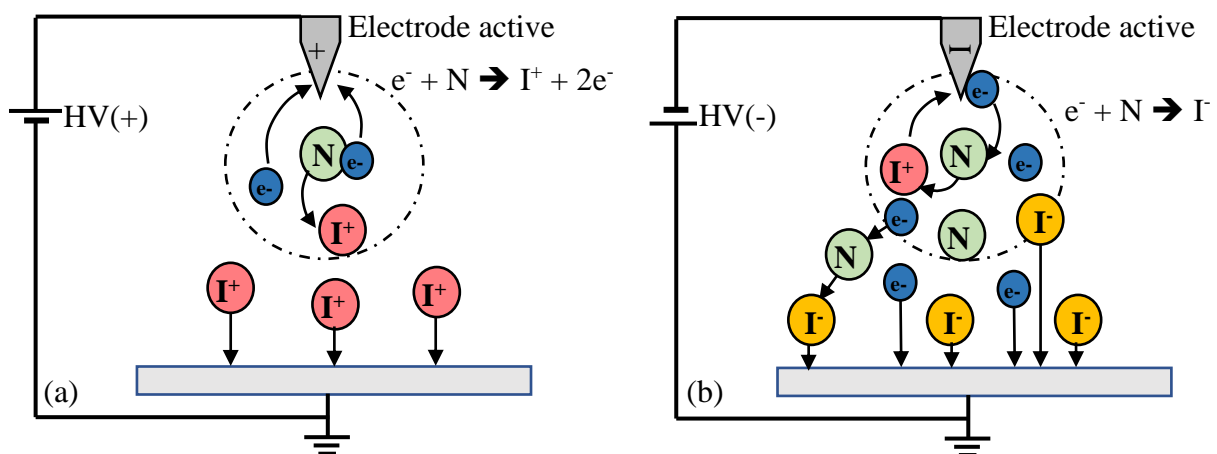 Electrode active
+
e⁻ + N ➔ I⁺ + 2e⁻
HV(+)
N
e-
e-
I⁺
I⁺
I⁺
I⁺
(a)
Electrode active
I
e-
e⁻ + N ➔ I⁻
HV(-)
N
e-
I⁺
e-
I⁻
N
N
e-
e-
I⁻
I⁻
I⁻
(b)